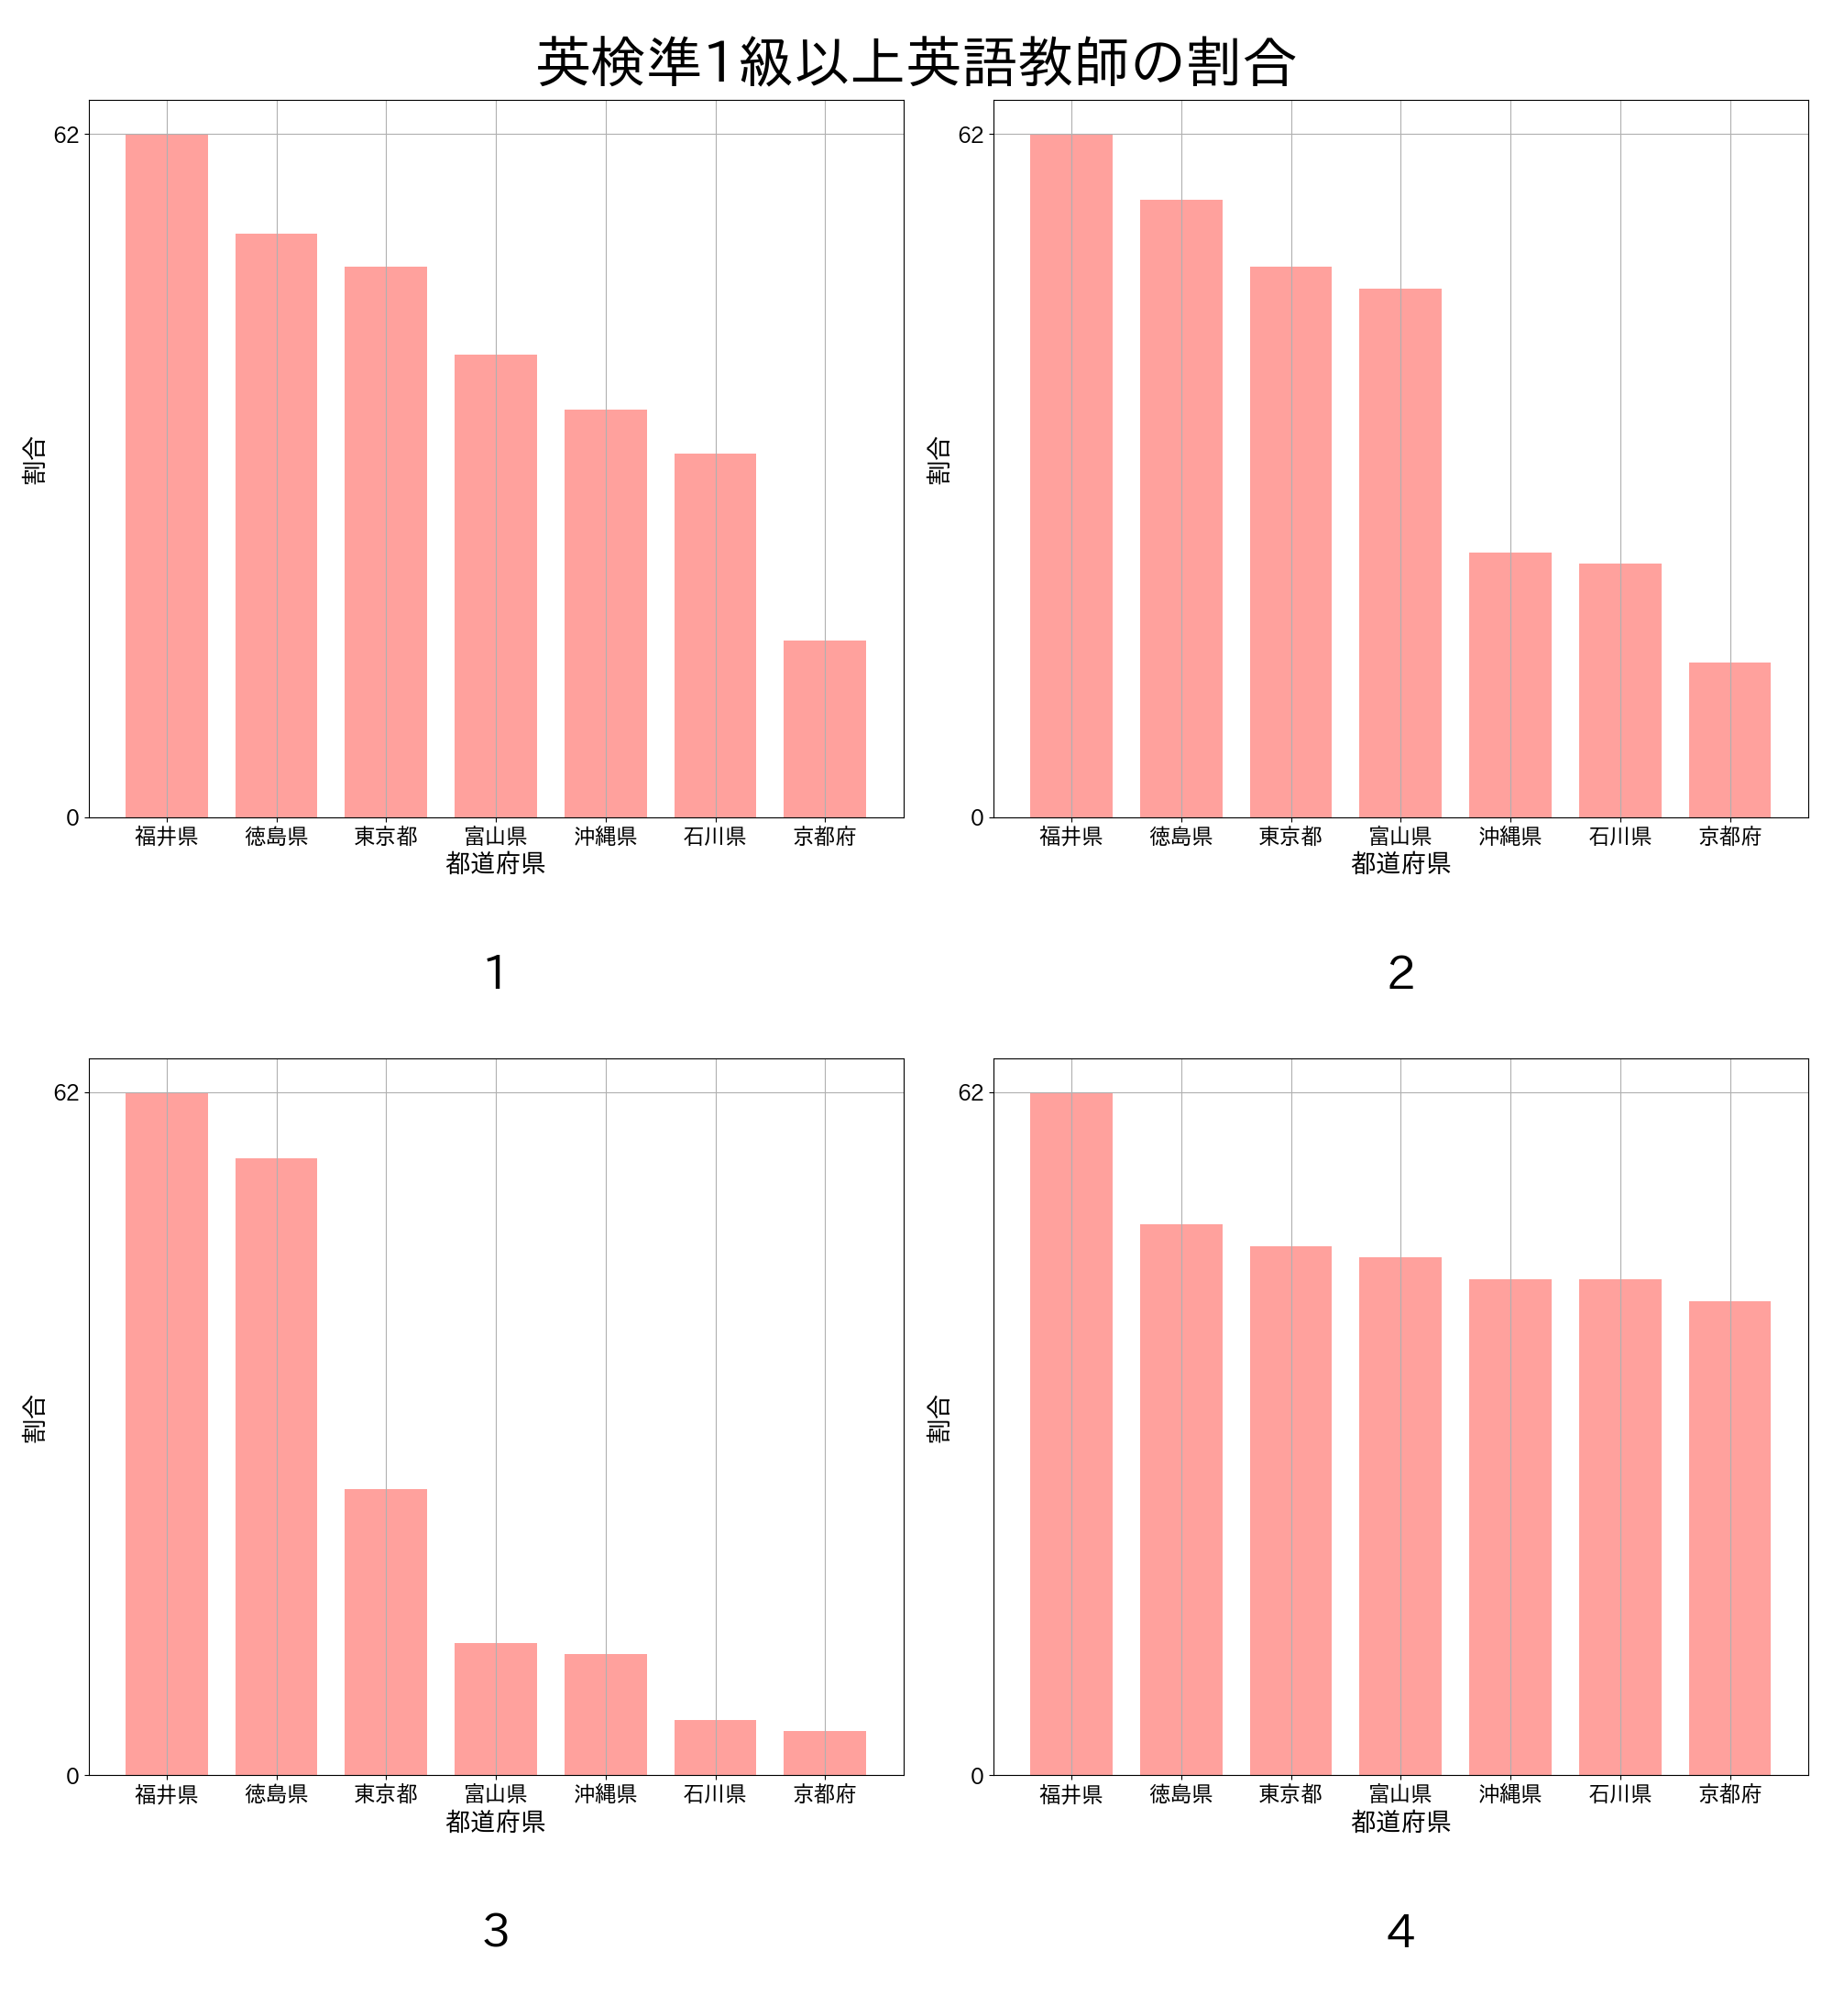 英検準1級以上英語教師の割合
62
0
割合
福井県 徳島県 東京都 富山県 沖縄県 石川県 京都府
都道府県
1
62
0
割合
福井県 徳島県 東京都 富山県 沖縄県 石川県 京都府
都道府県
2
62
0
割合
福井県 徳島県 東京都 富山県 沖縄県 石川県 京都府
都道府県
3
62
0
割合
福井県 徳島県 東京都 富山県 沖縄県 石川県 京都府
都道府県
4